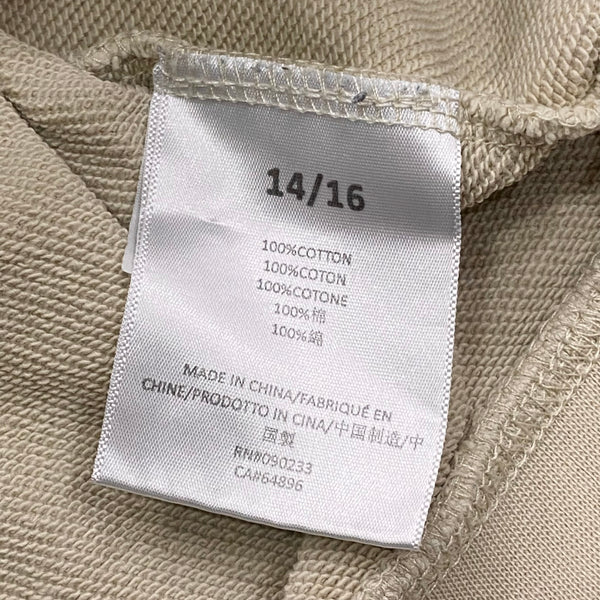 14/16
100%COTTON
100%COTON
100%COTONE
100%棉
100%綿
MADE IN CHINA/FABRIQUÉ EN
CHINE/PRODOTTO IN CINA/中国制造/中
国製
RN#090233
CA#64896